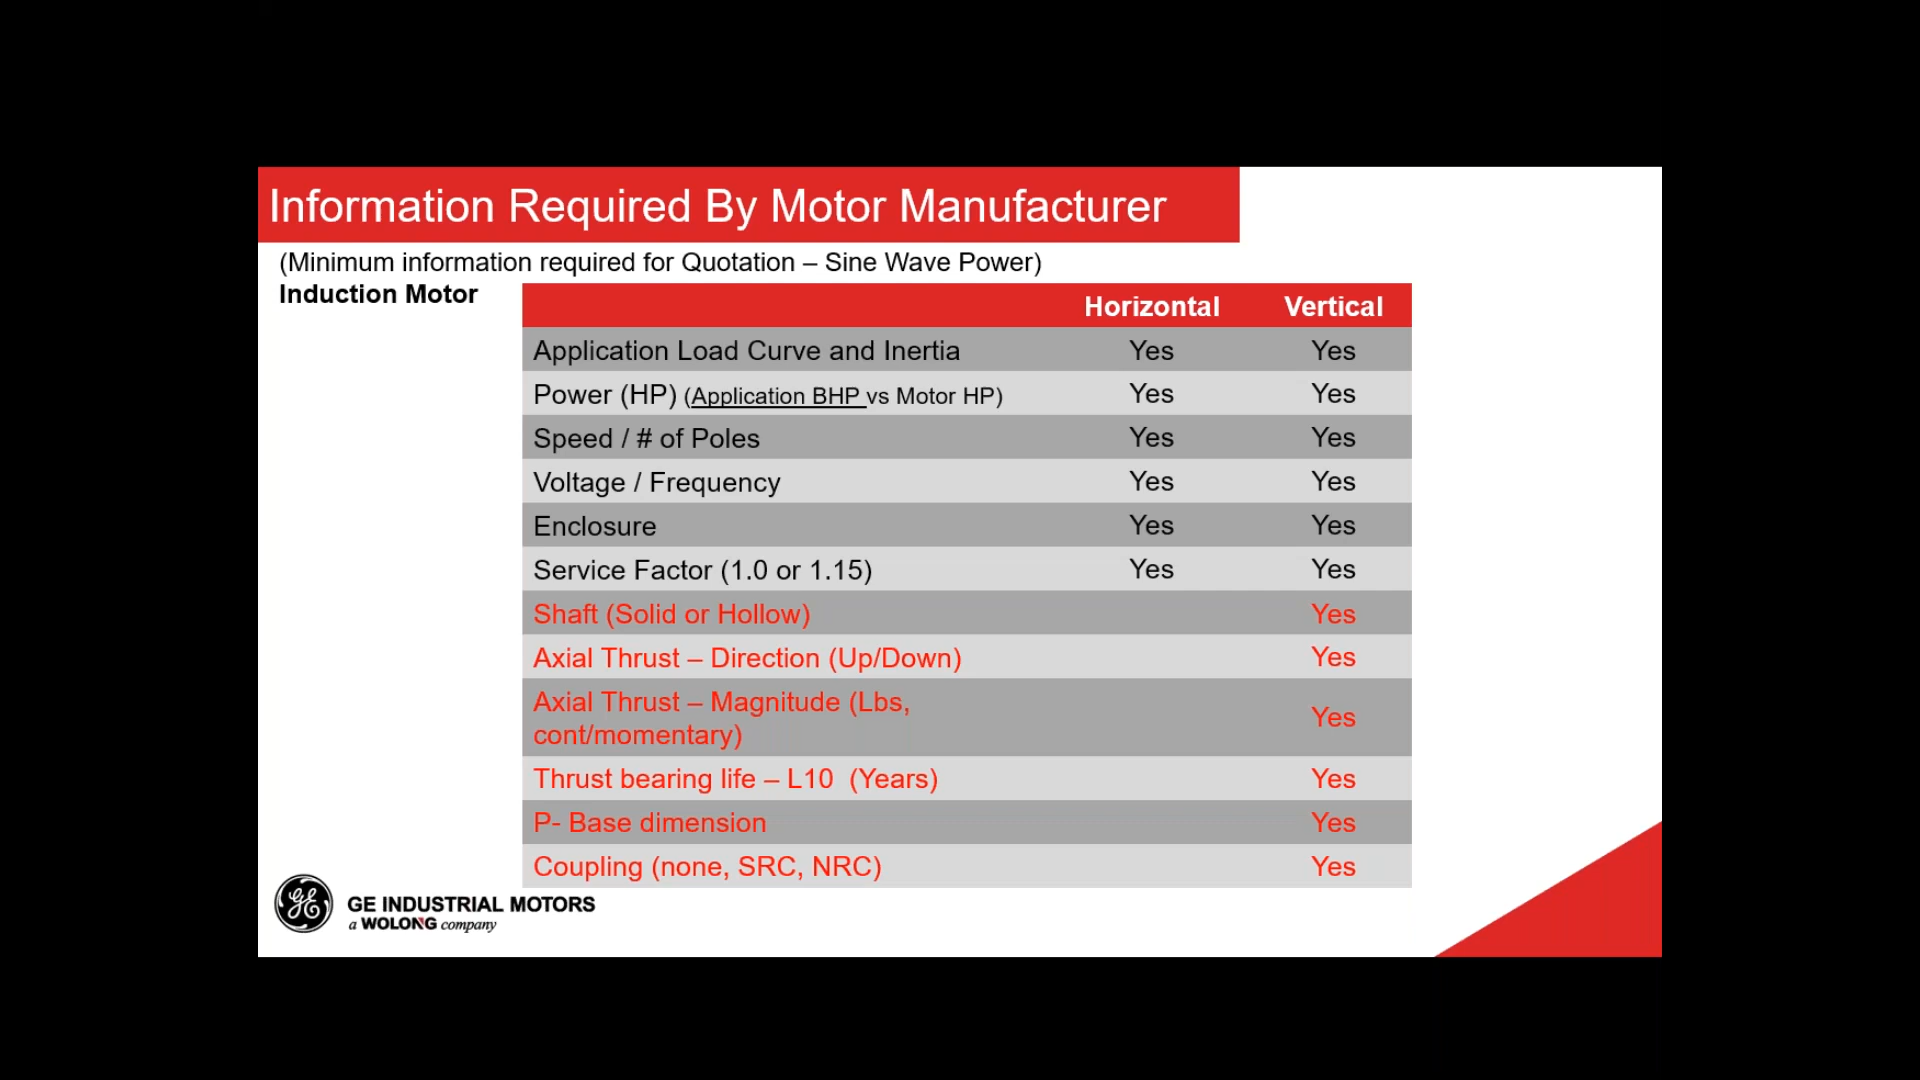 Information Required By Motor Manufacturer
(Minimum information required for Quotation – Sine Wave Power)
Induction Motor
Horizontal Vertical
Application Load Curve and Inertia Yes Yes
Power (HP) (Application BHP vs Motor HP) Yes Yes
Speed / # of Poles Yes Yes
Voltage / Frequency Yes Yes
Enclosure Yes Yes
Service Factor (1.0 or 1.15) Yes Yes
Shaft (Solid or Hollow) Yes
Axial Thrust – Direction (Up/Down) Yes
Axial Thrust – Magnitude (Lbs,
cont/momentary) Yes
Thrust bearing life – L10 (Years) Yes
P- Base dimension Yes
Coupling (none, SRC, NRC) Yes
GE
GE INDUSTRIAL MOTORS
a WOLONG company